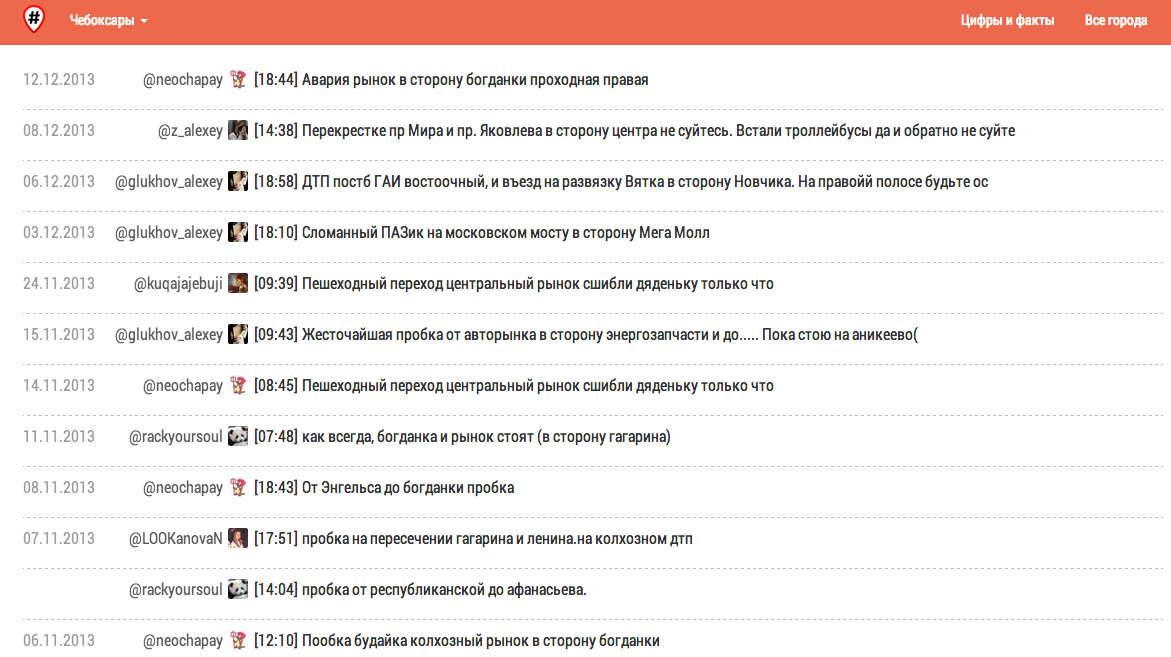 #
Чебоксары
Цифры и факты
Все города
12.12.2013 @neochapay [18:44] Авария рынок в сторону богданки проходная правая
08.12.2013 @z_alexey [14:38] Перекрестке пр Мира и пр. Яковлева в сторону центра не суйтесь. Встали троллейбусы да и обратно не суйте
06.12.2013 @glukhov_alexey [18:58] ДТП постб ГАИ востоочный, и въезд на развязку Вятка в сторону Новчика. На правойй полосе будьте ос
03.12.2013 @glukhov_alexey [18:10] Сломанный ПАЗик на московском мосту в сторону Мега Молл
24.11.2013 @kuqajajebuji [09:39] Пешеходный переход центральный рынок сшибли дяденьку только что
15.11.2013 @glukhov_alexey [09:43] Жесточайшая пробка от авторынка в сторону энергозапчасти и до..... Пока стою на аникеево(
14.11.2013 @neochapay [08:45] Пешеходный переход центральный рынок сшибли дяденьку только что
11.11.2013 @rackyoursoul [07:48] как всегда, богданка и рынок стоят (в сторону гагарина)
08.11.2013 @neochapay [18:43] От Энгельса до богданки пробка
07.11.2013 @LOOKanovaN [17:51] пробка на пересечении гагарина и ленина.на колхозном дтп
@rackyoursoul [14:04] пробка от республиканской до афанасьева.
06.11.2013 @neochapay [12:10] Пообка будайка колхозный рынок в сторону богданки